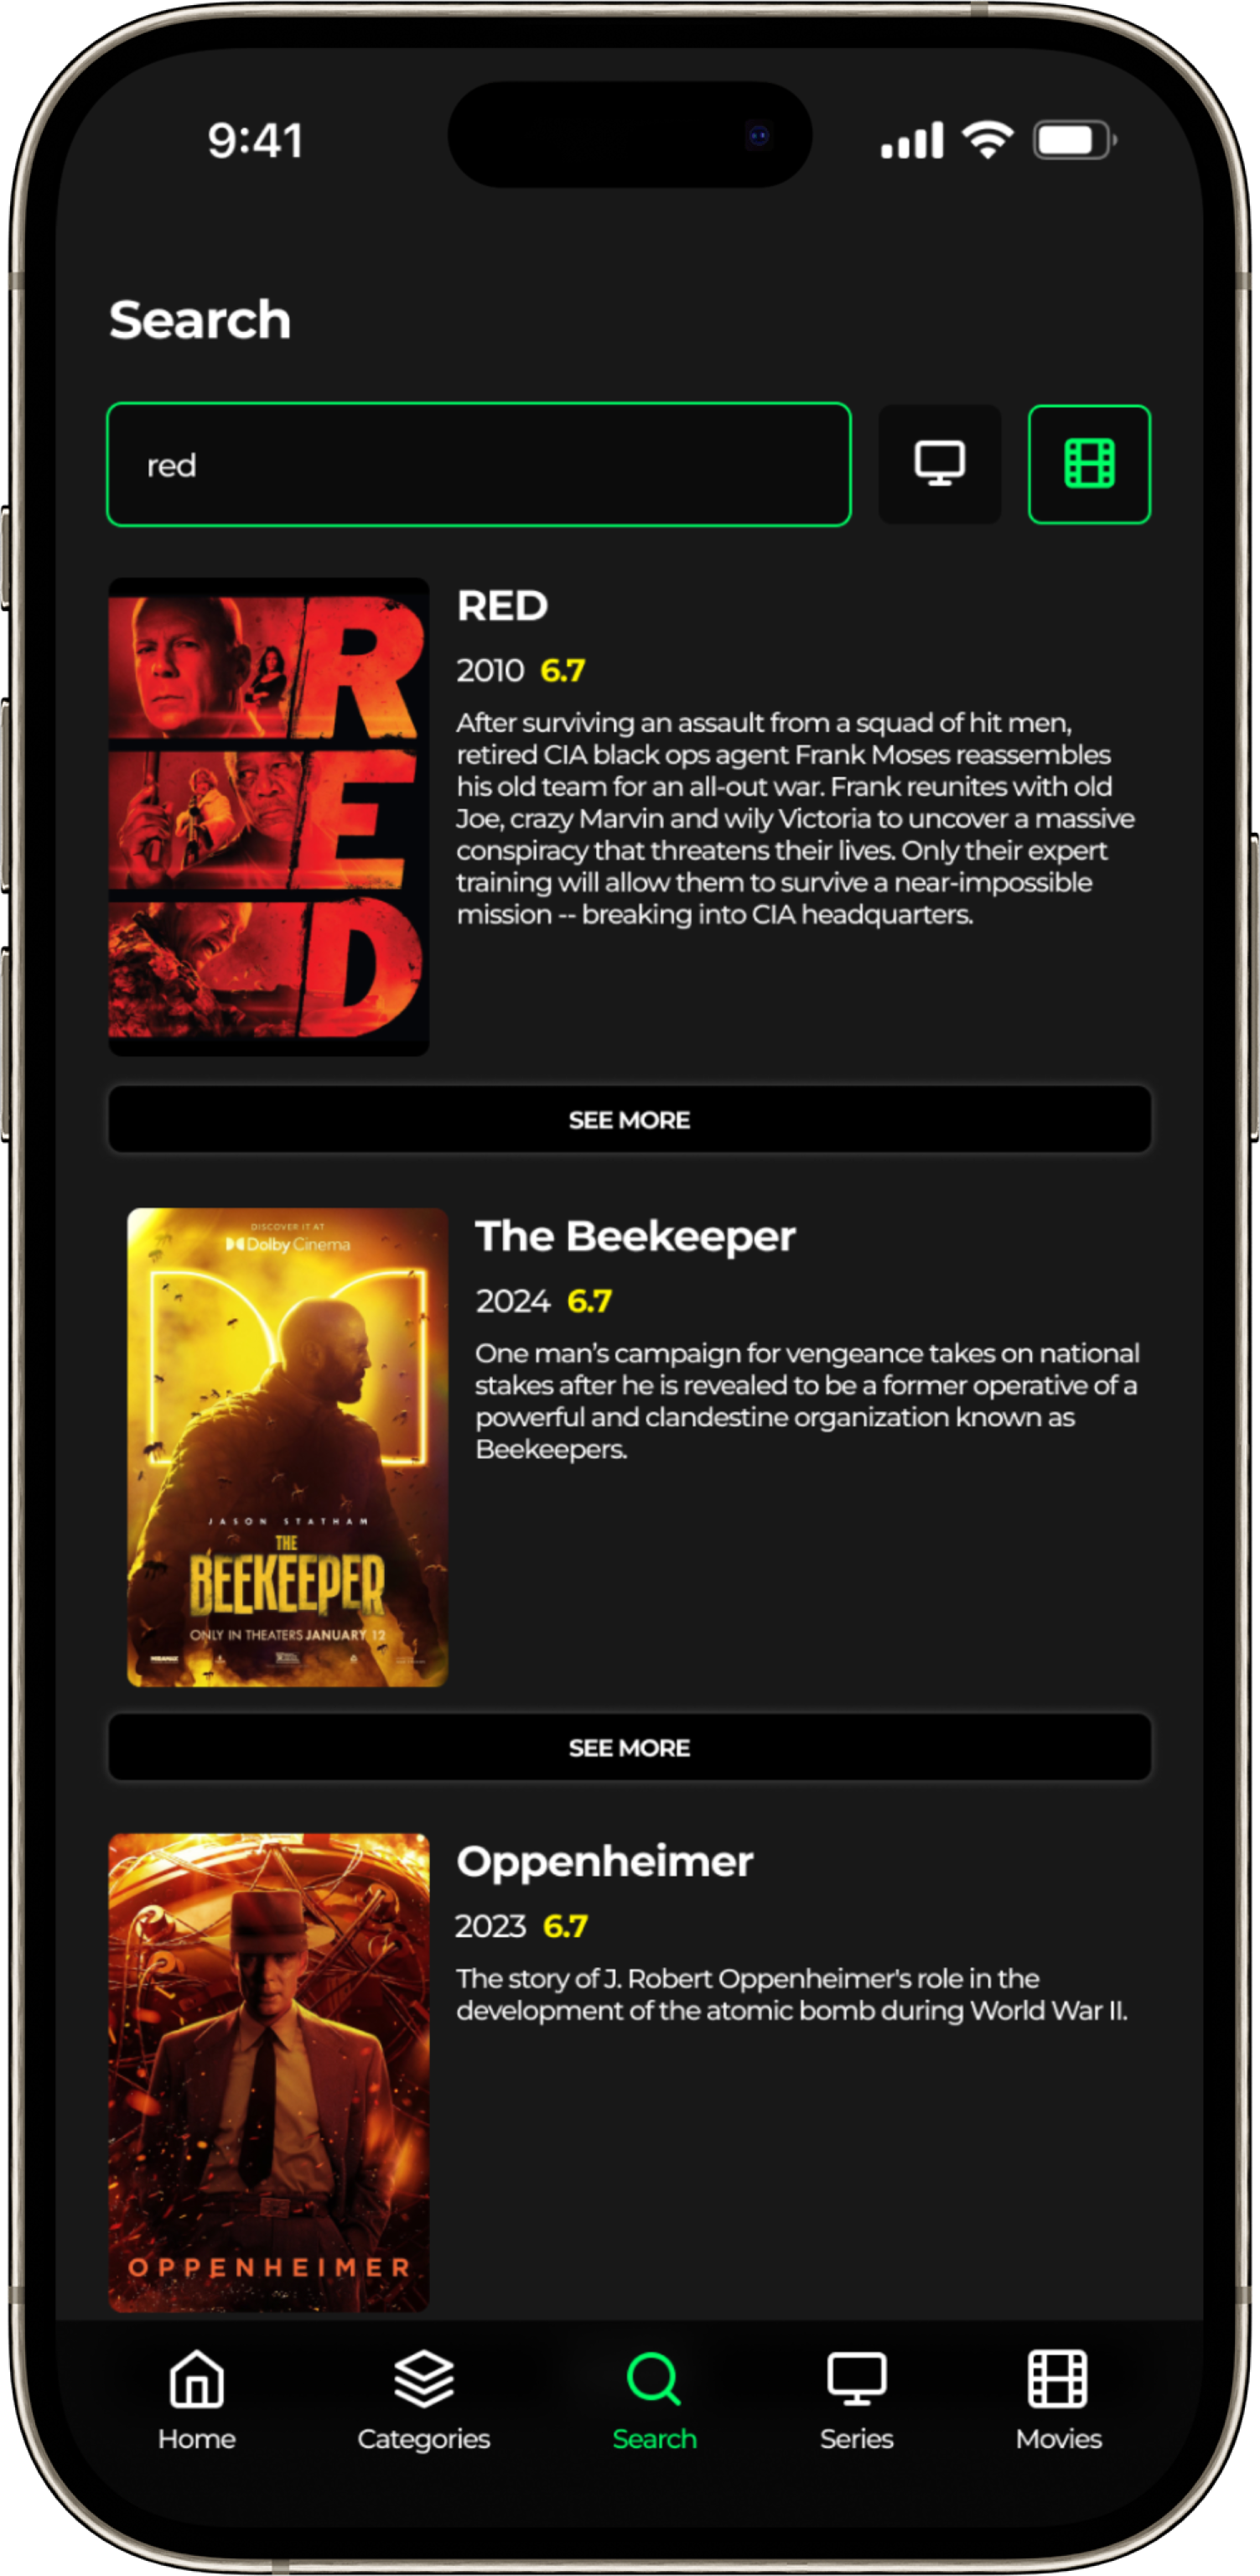 9:41
Search
red
RED
RED
2010 6.7
After surviving an assault from a squad of hit men,
retired CIA black ops agent Frank Moses reassembles
his old team for an all-out war. Frank reunites with old
Joe, crazy Marvin and wily Victoria to uncover a massive
conspiracy that threatens their lives. Only their expert
training will allow them to survive a near-impossible
mission -- breaking into CIA headquarters.
SEE MORE
DISCOVER IT AT
Dolby Cinema
JASON STATHAM
THE
BEEKEEPER
ONLY IN THEATERS JANUARY 12
MIRAMAX
The Beekeeper
2024 6.7
One man’s campaign for vengeance takes on national
stakes after he is revealed to be a former operative of a
powerful and clandestine organization known as
Beekeepers.
SEE MORE
OPPENHEIMER
Oppenheimer
2023 6.7
The story of J. Robert Oppenheimer's role in the
development of the atomic bomb during World War II.
Home
Categories
Search
Series
Movies